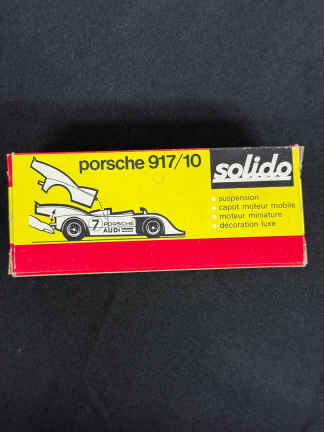 porsche 917/10
solido
suspension
capot moteur mobile
moteur miniature
décoration luxe
7 PORSCHE
AUDI